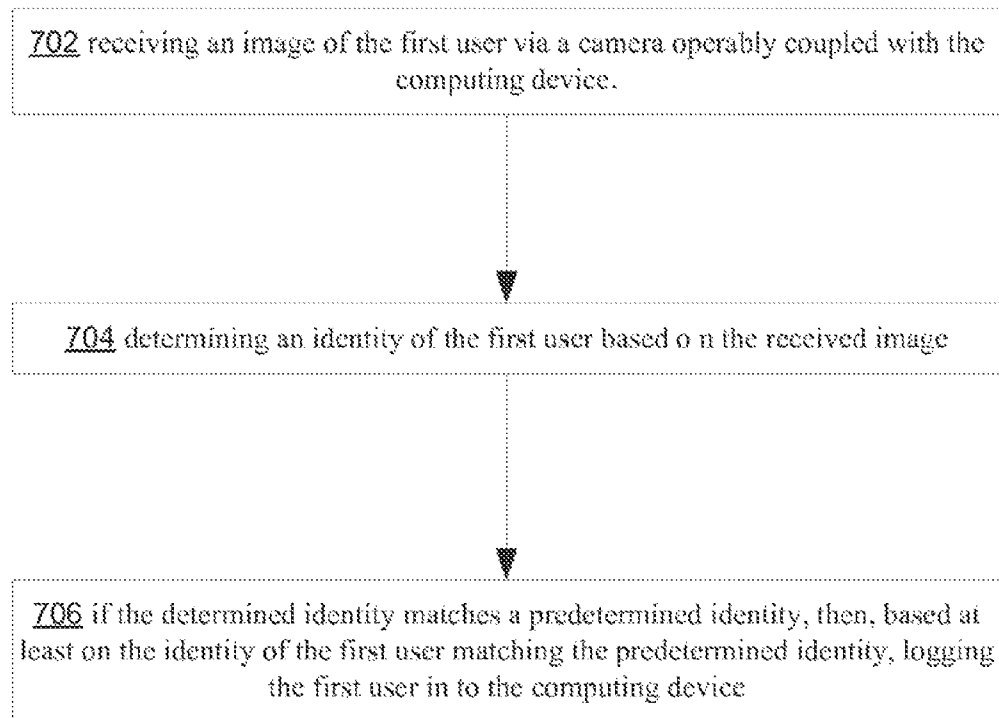 702 receiving an image of the first user via a camera operably coupled with the
computing device.
704 determining an identity of the first user based o n the received image
706 if the determined identity matches a predetermined identity, then, based at
least on the identity of the first user matching the predetermined identity, logging
the first user in to the computing device